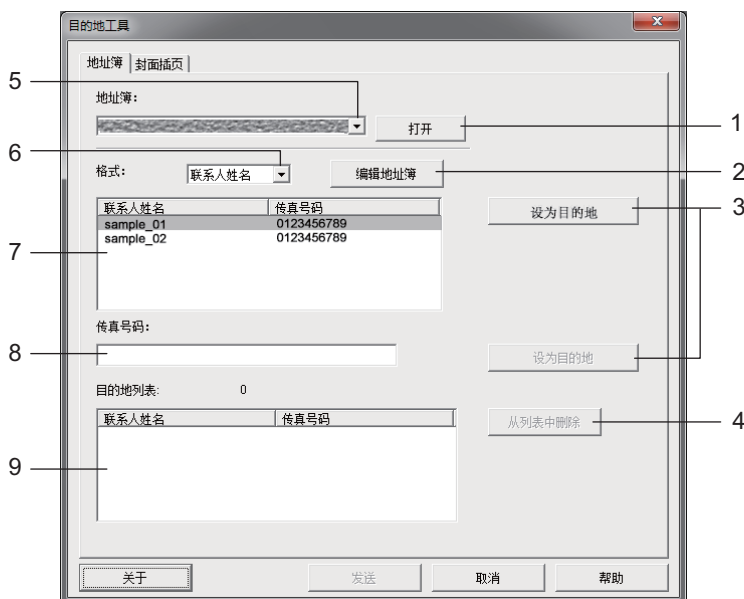 目的地工具
地址簿 封面插页
5
地址簿:
打开 1
6
格式: 联系人姓名 编辑地址簿 2
联系人姓名 传真号码
设为目的地 3
sample_01 0123456789
sample_02 0123456789
7
传真号码:
8
设为目的地
目的地列表: 0
联系人姓名 传真号码
从列表中删除 4
9
关于 发送 取消 帮助